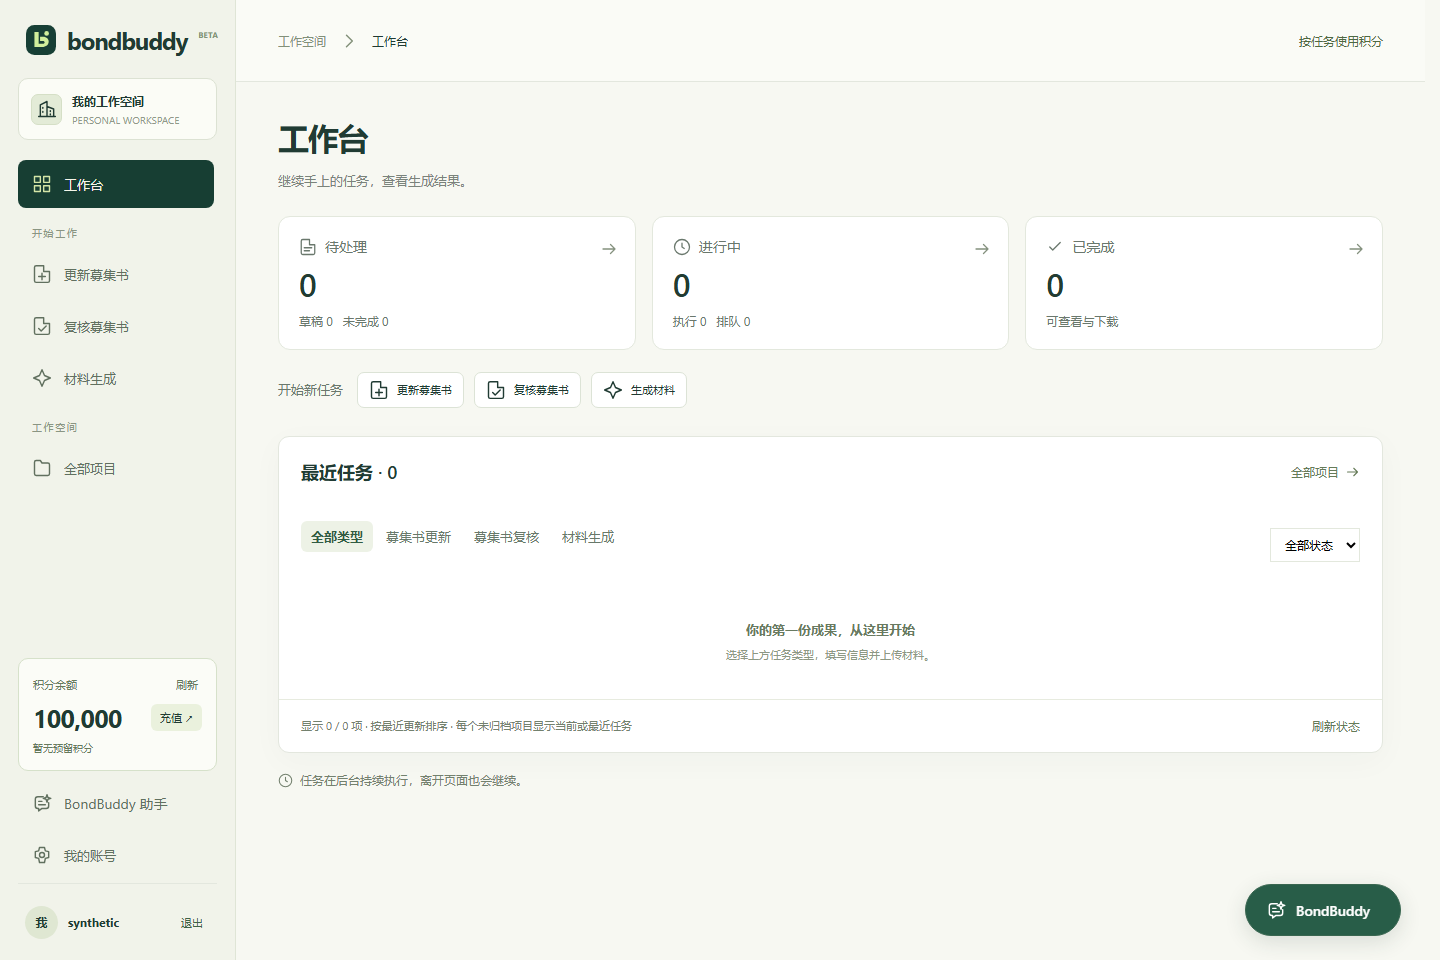 bondbuddy BETA
我的工作空间
PERSONAL WORKSPACE
工作台
开始工作
更新募集书
复核募集书
材料生成
工作空间
全部项目
积分余额 刷新
100,000 充值 ↗
暂无预留积分
BondBuddy 助手
我的账号
我 synthetic 退出
工作空间 > 工作台 按任务使用积分
工作台
继续手上的任务，查看生成结果。
待处理 →
0
草稿 0 未完成 0
进行中 →
0
执行 0 排队 0
已完成 →
0
可查看与下载
开始新任务 更新募集书 复核募集书 生成材料
最近任务 · 0 全部项目 →
全部类型 募集书更新 募集书复核 材料生成 全部状态
你的第一份成果，从这里开始
选择上方任务类型，填写信息并上传材料。
显示 0 / 0 项 · 按最近更新排序 · 每个未归档项目显示当前或最近任务 刷新状态
任务在后台持续执行，离开页面也会继续。
BondBuddy